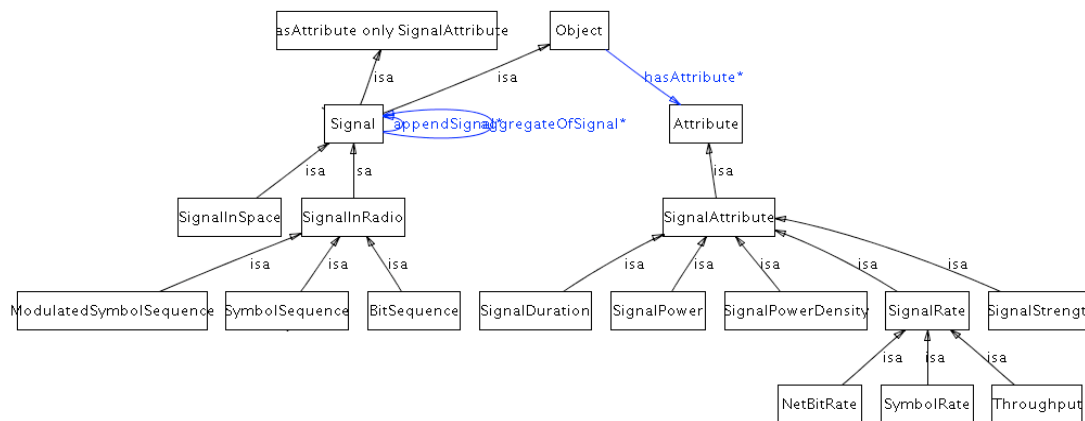 asAttribute only SignalAttribute
Object
isa
isa
hasAttribute*
Signal
appendSignal*
aggregateOfSignal*
Attribute
isa
sa
isa
SignalInSpace
SignalInRadio
SignalAttribute
isa
isa
isa
isa
isa
isa
isa
isa
ModulatedSymbolSequence
SymbolSequence
BitSequence
SignalDuration
SignalPower
SignalPowerDensity
SignalRate
SignalStrengt
isa
isa
isa
NetBitRate
SymbolRate
Throughput